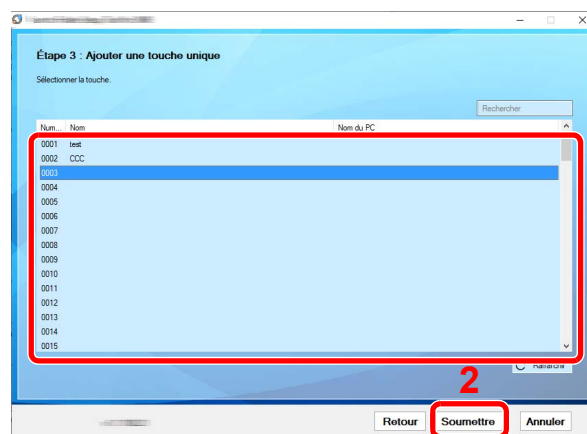 Étape 3 : Ajouter une touche unique
Sélectionner la touche.
Rechercher
Num... Nom Nom du PC
0001 test
0002 CCC
0003
0004
0005
0006
0007
0008
0009
0010
0011
0012
0013
0014
0015
2
Retour Soumettre Annuler